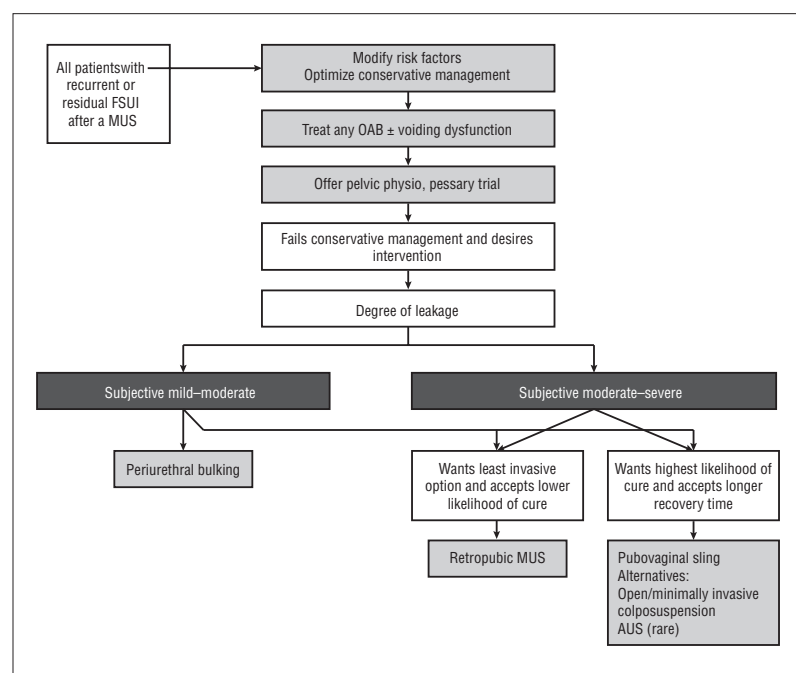 All patientswith
recurrent or
residual FSUI
after a MUS
Modify risk factors
Optimize conservative management
Treat any OAB ± voiding dysfunction
Offer pelvic physio, pessary trial
Fails conservative management and desires
intervention
Degree of leakage
Subjective mild–moderate
Subjective moderate–severe
Periurethral bulking
Wants least invasive
option and accepts lower
likelihood of cure
Wants highest likelihood of
cure and accepts longer
recovery time
Retropubic MUS
Pubovaginal sling
Alternatives:
Open/minimally invasive
colposuspension
AUS (rare)